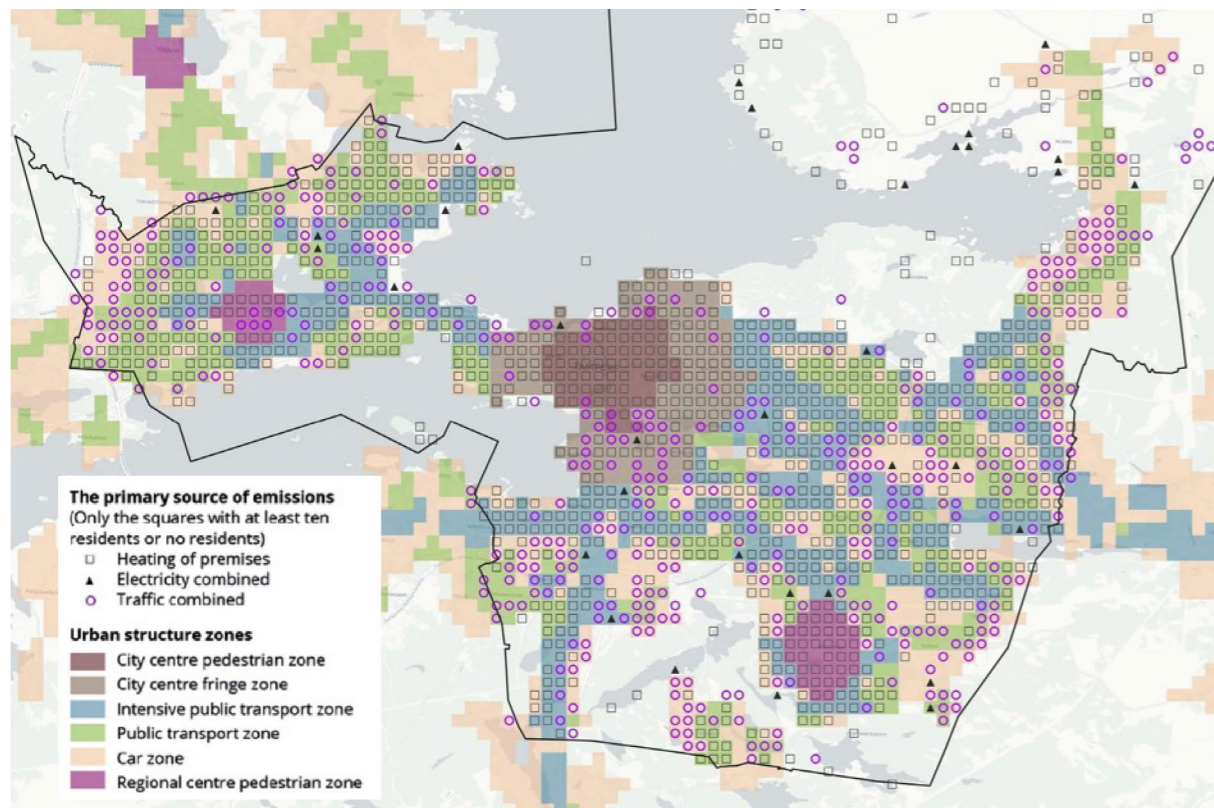 TAMPERE
The primary source of emissions
(Only the squares with at least ten
residents or no residents)
Heating of premises
Electricity combined
Traffic combined
Urban structure zones
City centre pedestrian zone
City centre fringe zone
Intensive public transport zone
Public transport zone
Car zone
Regional centre pedestrian zone